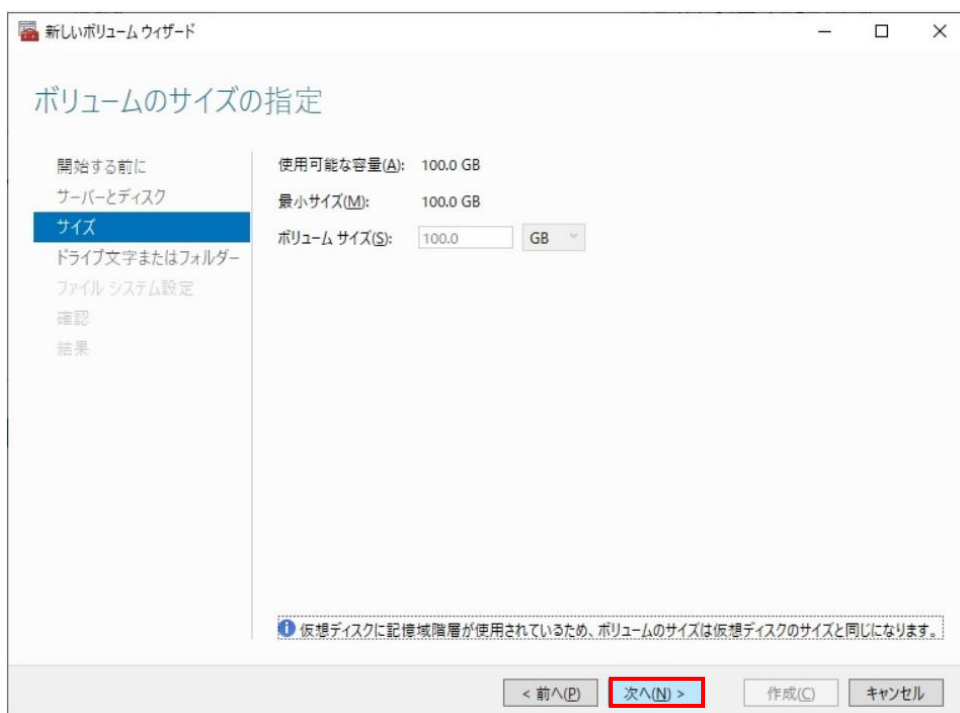 新しいボリューム ウィザード
ボリュームのサイズの指定
開始する前に
サーバーとディスク
サイズ
ドライブ文字またはフォルダー
ファイル システム設定
確認
結果
使用可能な容量(A): 100.0 GB
最小サイズ(M): 100.0 GB
ボリューム サイズ(S): 100.0 GB
仮想ディスクに記憶域階層が使用されているため、ボリュームのサイズは仮想ディスクのサイズと同じになります。
< 前へ(P) 次へ(N) > 作成(C) キャンセル